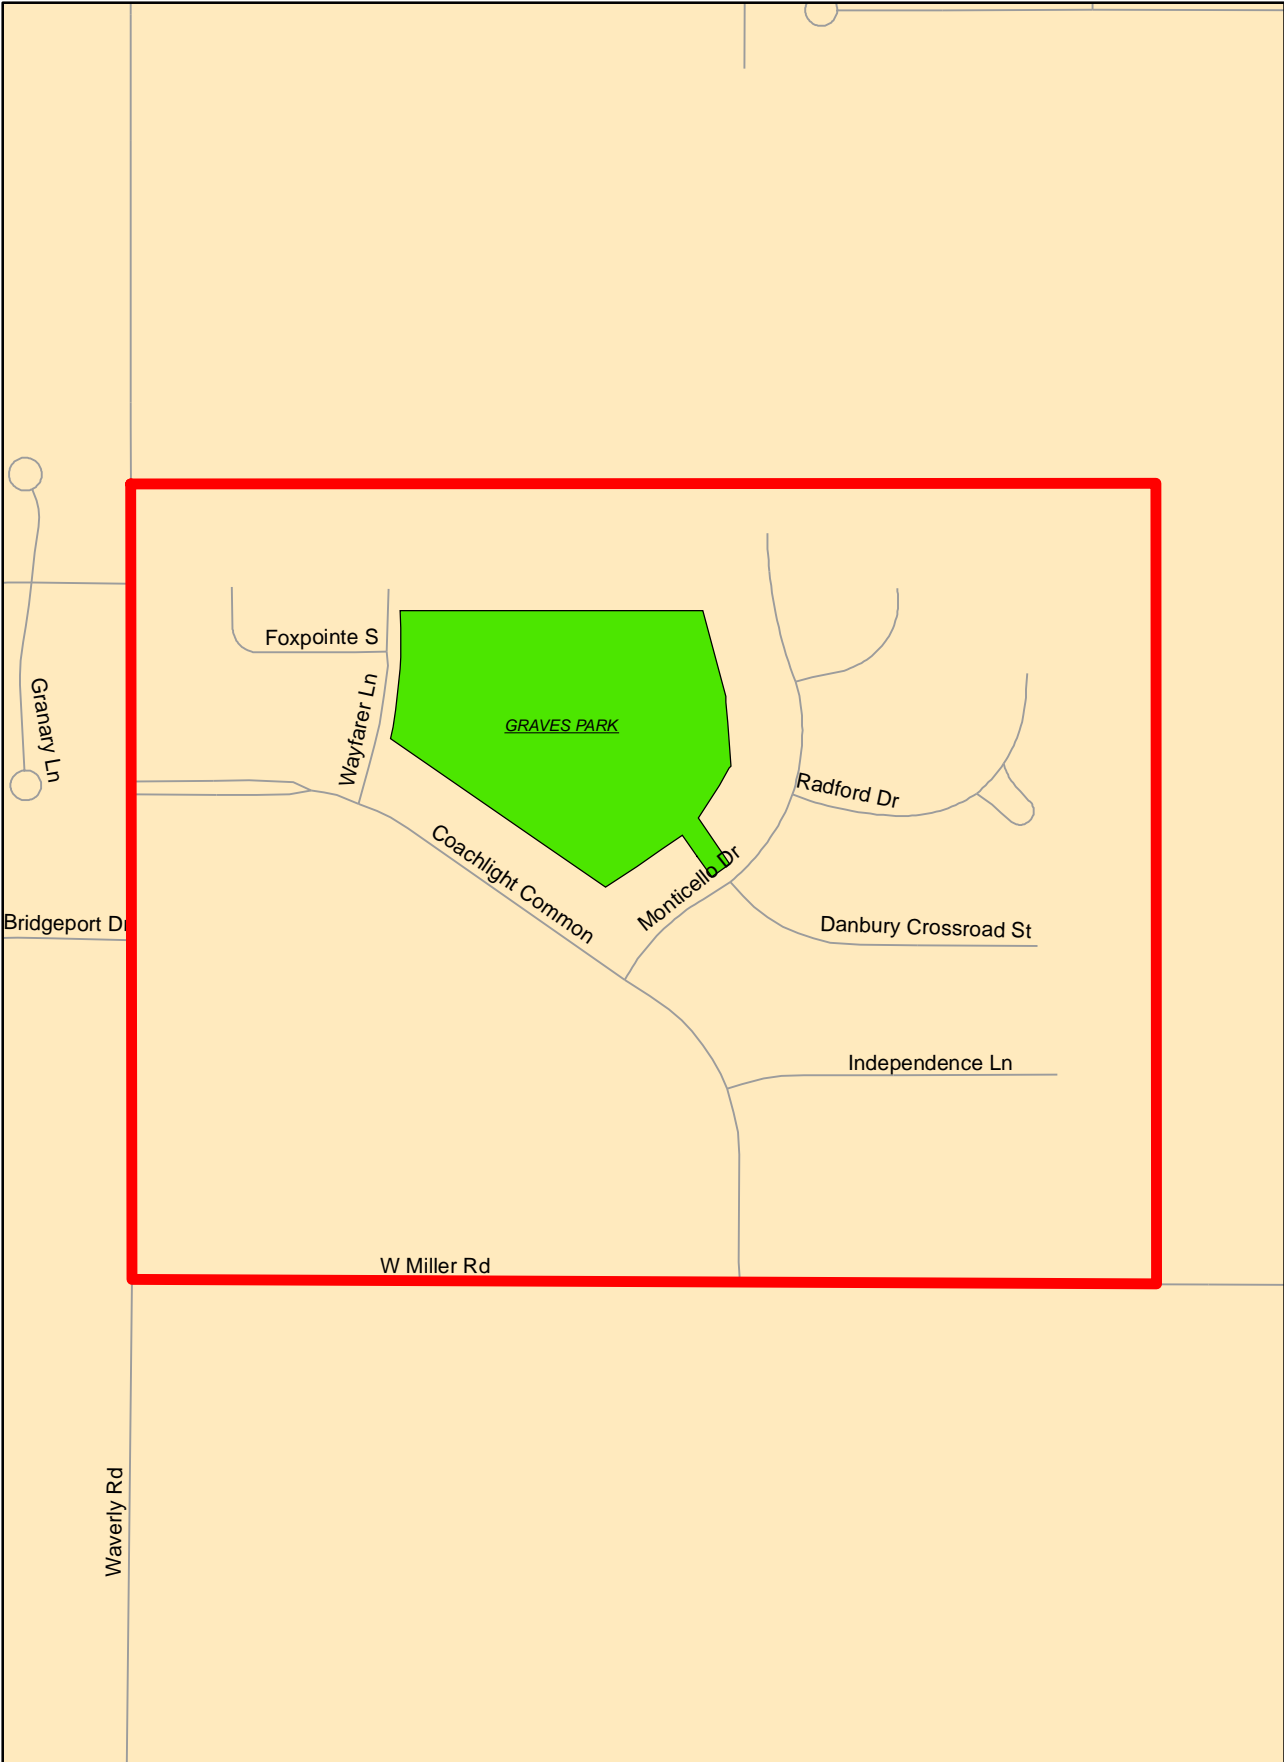 Foxpointe S
Granary Ln
Wayfarer Ln
GRAVES PARK
Radford Dr
Coachlight Common
Monticello Dr
Bridgeport Dr
Danbury Crossroad St
Independence Ln
W Miller Rd
Waverly Rd